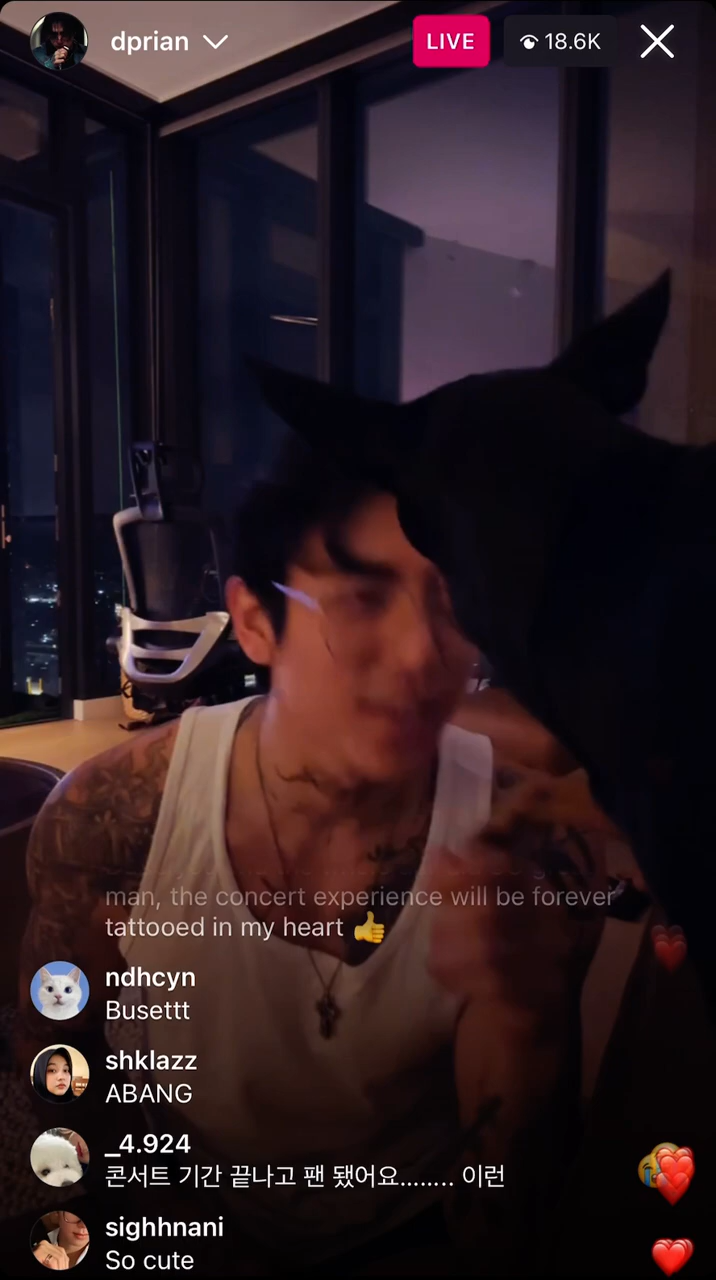 dprian
LIVE
18.6K
man, the concert experience will be forever
tattooed in my heart 👍
ndhcyn
Busettt
shklazz
ABANG
_4.924
콘서트 기간 끝나고 팬 됐어요........ 이런
sighhnani
So cute